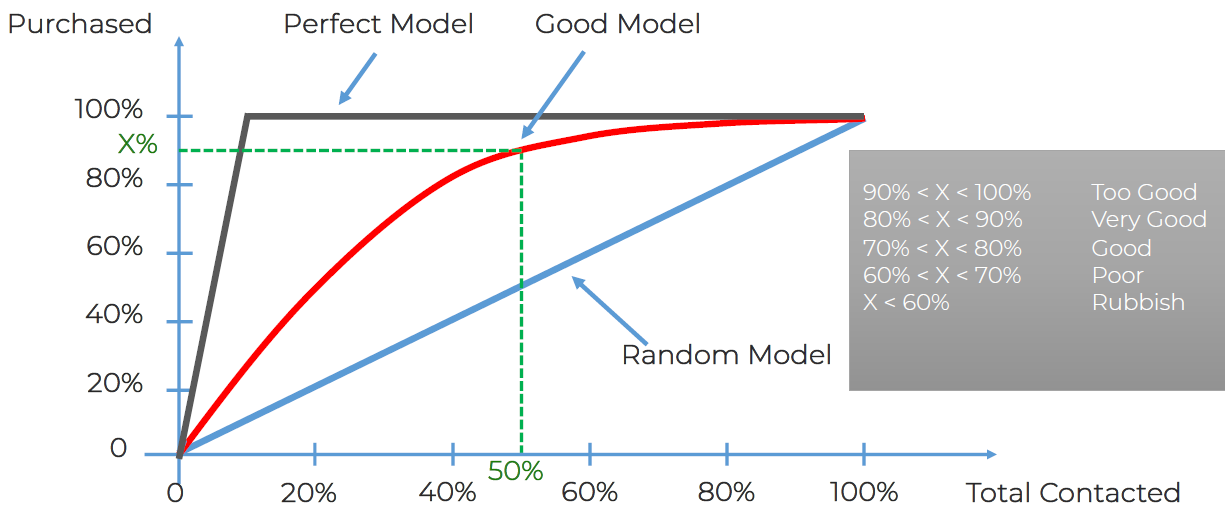 Purchased
Perfect Model
Good Model
100%
X%
80%
60%
40%
20%
0
90% < X < 100% Too Good
80% < X < 90% Very Good
70% < X < 80% Good
60% < X < 70% Poor
X < 60% Rubbish
Random Model
50%
0 20% 40% 60% 80% 100% Total Contacted